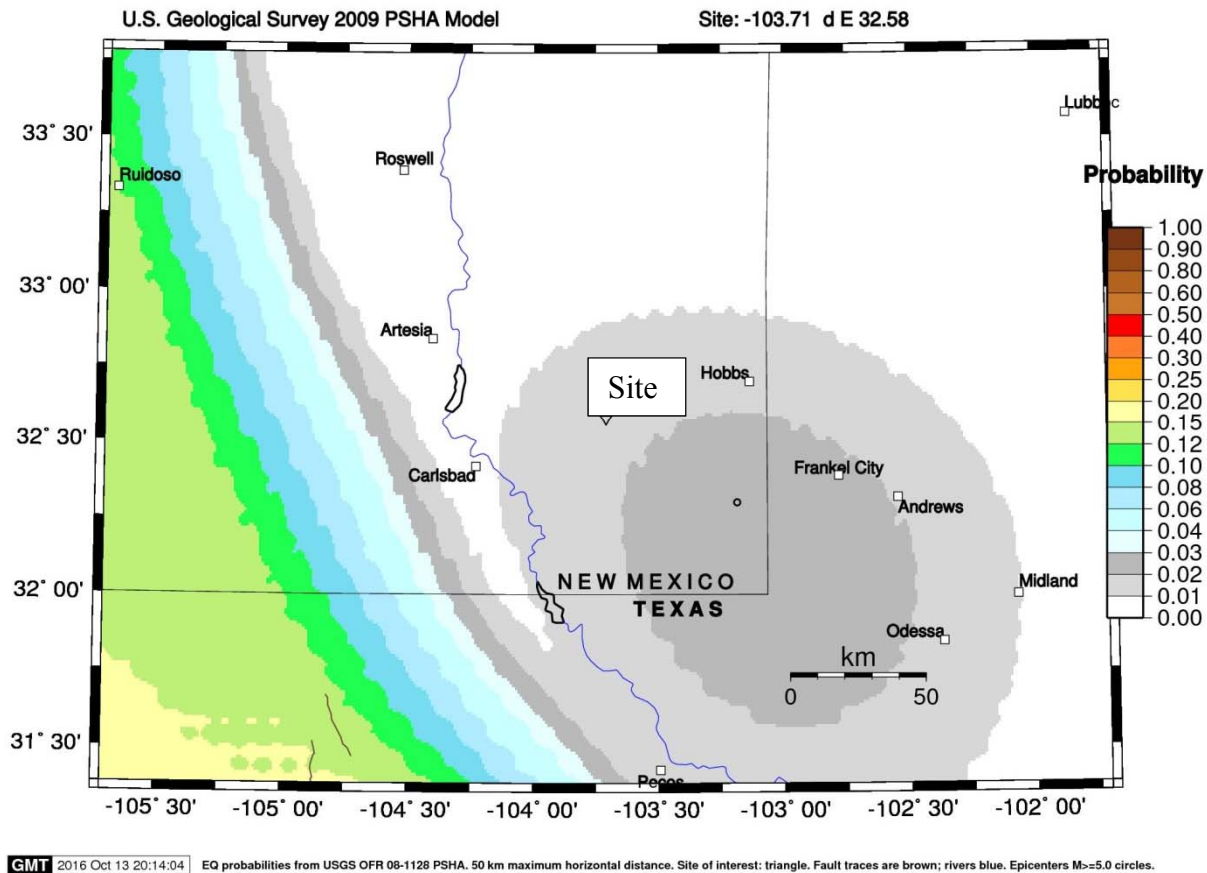 U.S. Geological Survey 2009 PSHA Model
Site: -103.71 d E 32.58
Lubboc
33° 30'
Roswell
Ruidoso
Probability
1.00
0.90
0.80
0.60
0.50
0.40
0.30
0.25
0.20
0.15
0.12
0.10
0.08
0.06
0.04
0.03
0.02
0.01
0.00
33° 00'
Artesia
Site
Hobbs
32° 30'
Carlsbad
Frankel City
Andrews
32° 00'
NEW MEXICO
TEXAS
Midland
Odessa
km
0 50
31° 30'
Pecos
-105 30' -105 00' -104 30' -104 00' -103 30' -103 00' -102 30' -102 00'
GMT 2016 Oct 13 20:14:04 EQ probabilities from USGS OFR 08-1128 PSHA. 50 km maximum horizontal distance. Site of interest: triangle. Fault traces are brown; rivers blue. Epicenters M>=5.0 circles.